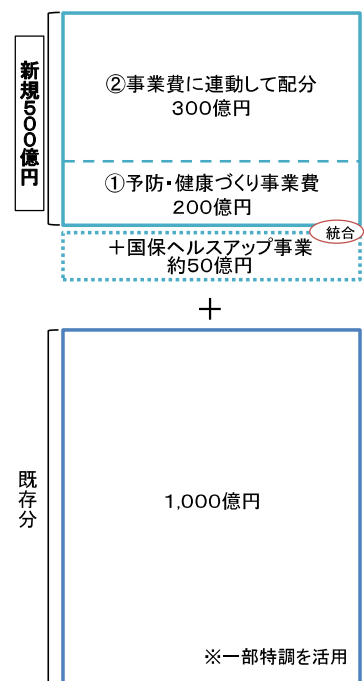 新規500億円
②事業費に連動して配分
300億円
①予防・健康づくり事業費
200億円
統合
＋国保ヘルスアップ事業
約50億円
＋
既存分
1,000億円
※一部特調を活用